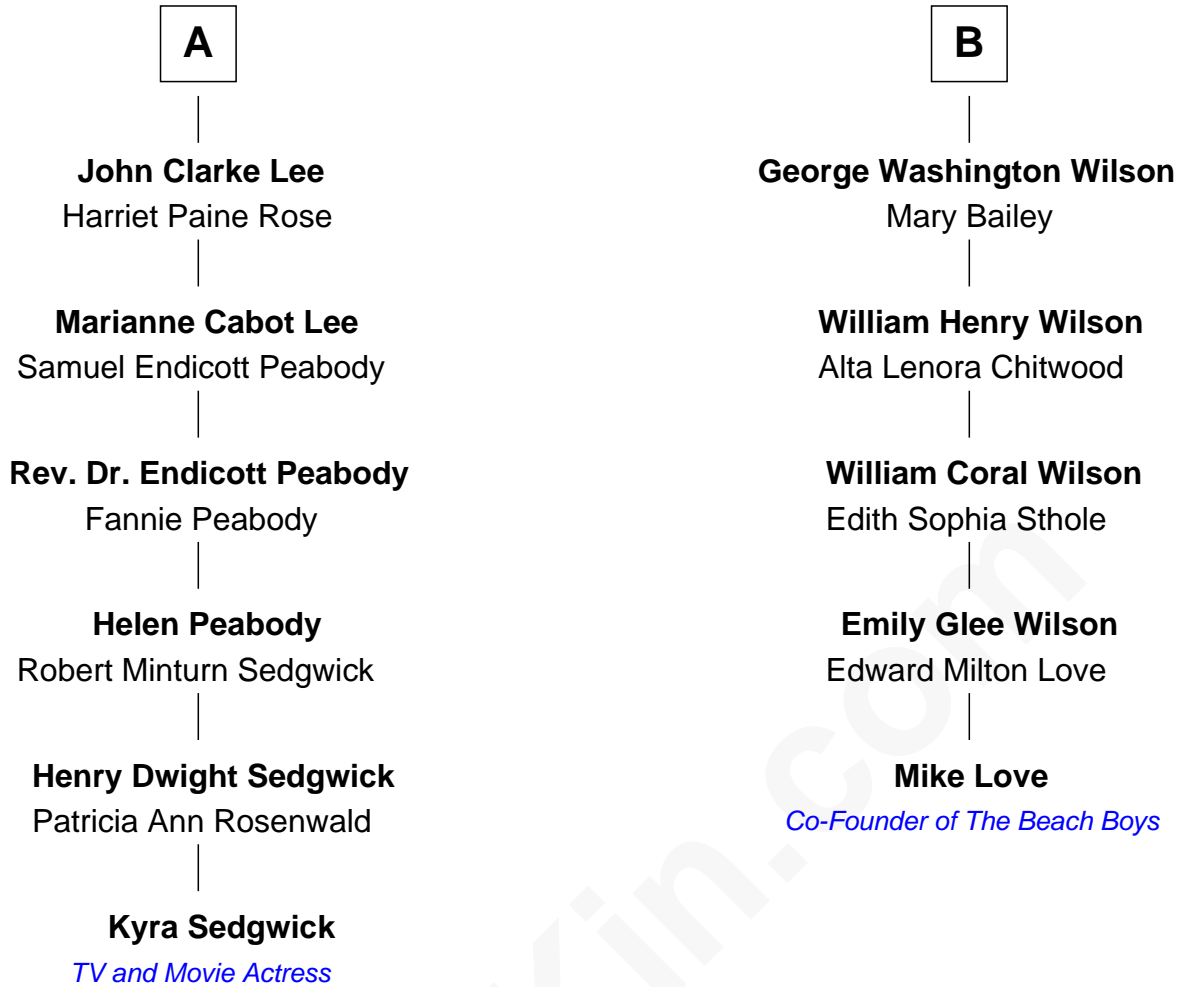 A
John Clarke Lee
Harriet Paine Rose
Marianne Cabot Lee
Samuel Endicott Peabody
Rev. Dr. Endicott Peabody
Fannie Peabody
Helen Peabody
Robert Minturn Sedgwick
Henry Dwight Sedgwick
Patricia Ann Rosenwald
Kyra Sedgwick
TV and Movie Actress
B
George Washington Wilson
Mary Bailey
William Henry Wilson
Alta Lenora Chitwood
William Coral Wilson
Edith Sophia Sthole
Emily Glee Wilson
Edward Milton Love
Mike Love
Co-Founder of The Beach Boys
Kin.com